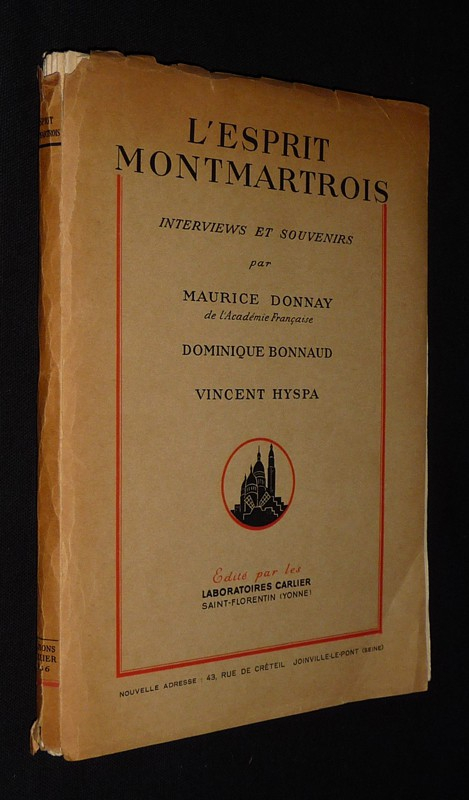 L'ESPRIT
MONTMARTROIS
INTERVIEWS ET SOUVENIRS
par
MAURICE DONNAY
de l'Académie Française
DOMINIQUE BONNAUD
VINCENT HYSPA
Edité par les
LABORATOIRES CARLIER
SAINT-FLORENTIN (YONNE)
NOUVELLE ADRESSE : 43, RUE DE CRÉTEIL JOINVILLE-LE-PONT (SEINE)